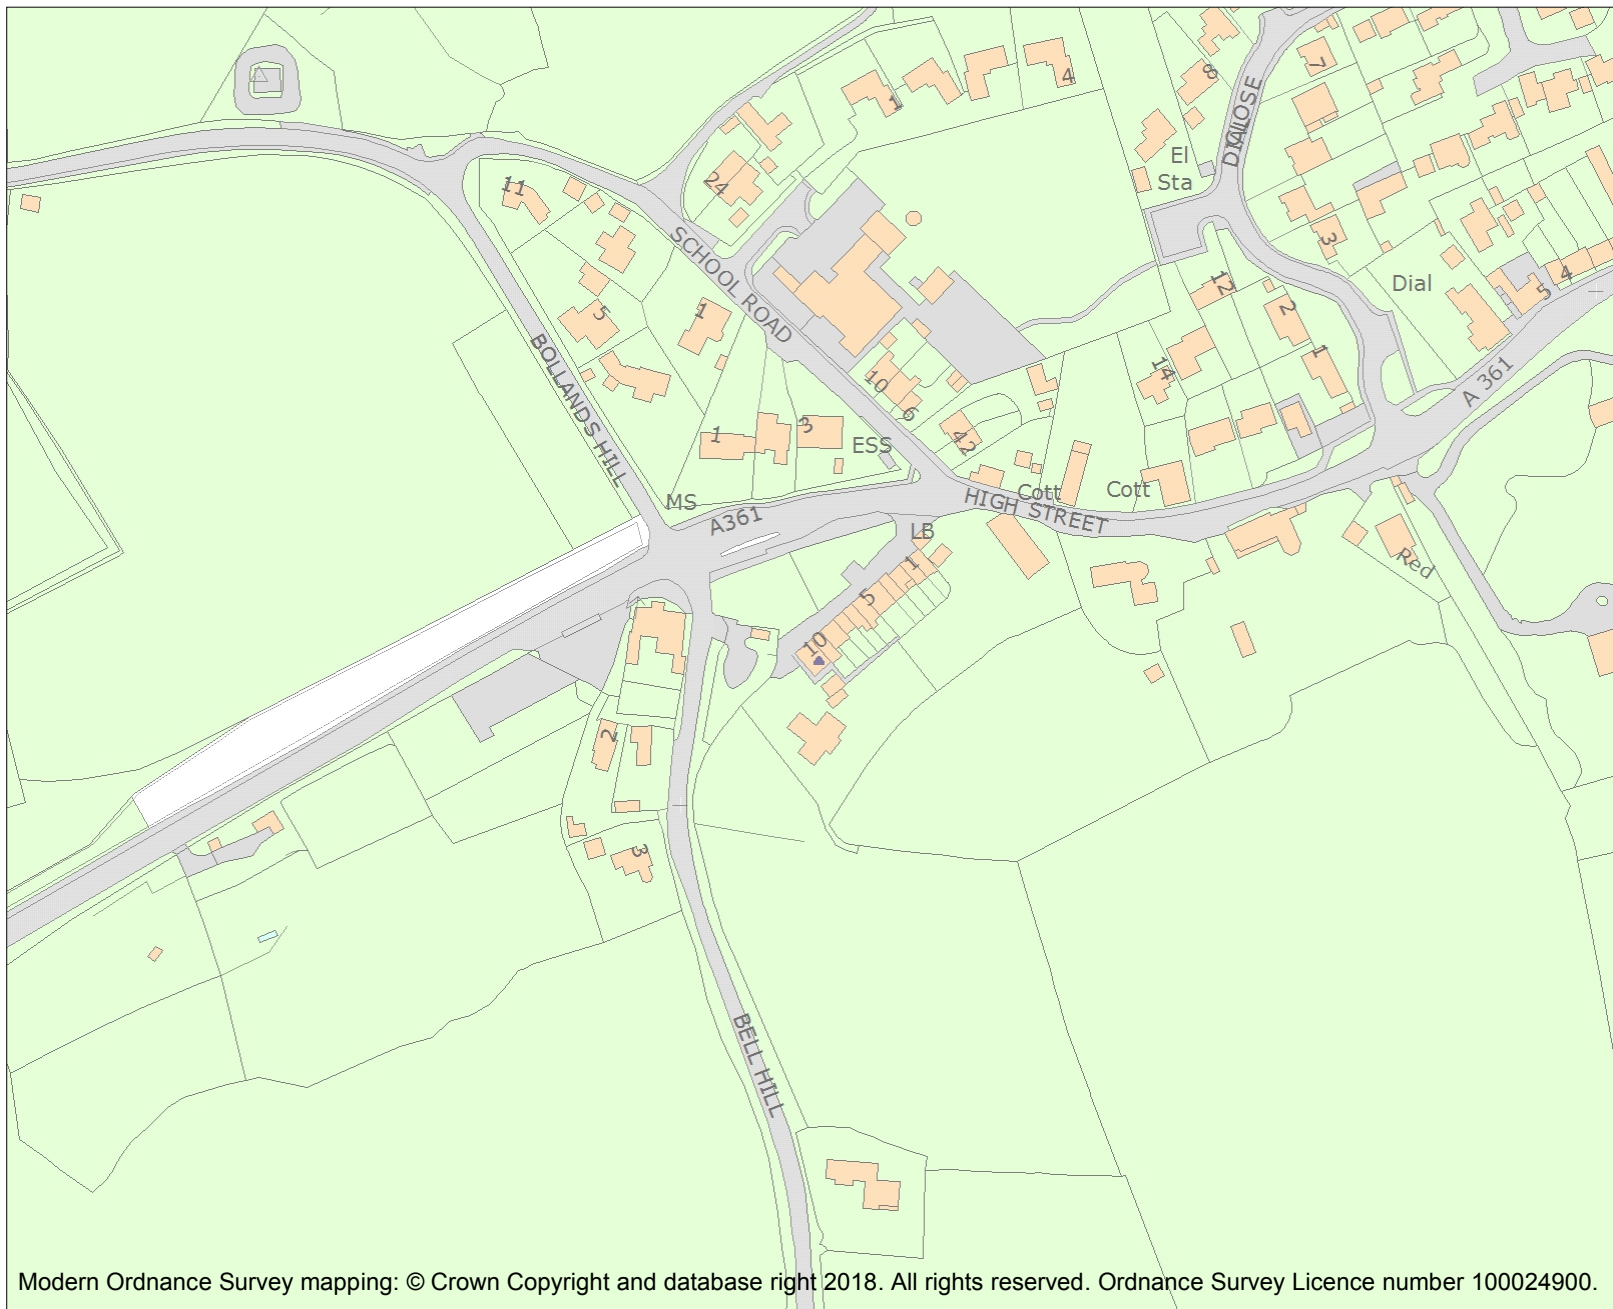 4
7
8
1
11
24
El
Sta
DIAL
CLOSE
SCHOOL ROAD
3
12
Dial
4
5
5
1
2
1
BOLLANDS HILL
10
6
14
A 361
1
3
ESS
42
MS
A361
HIGH STREET
Cott
Cott
LB
1
5
10
Red
2
3
BELL HILL
Modern Ordnance Survey mapping: © Crown Copyright and database right 2018. All rights reserved. Ordnance Survey Licence number 100024900.